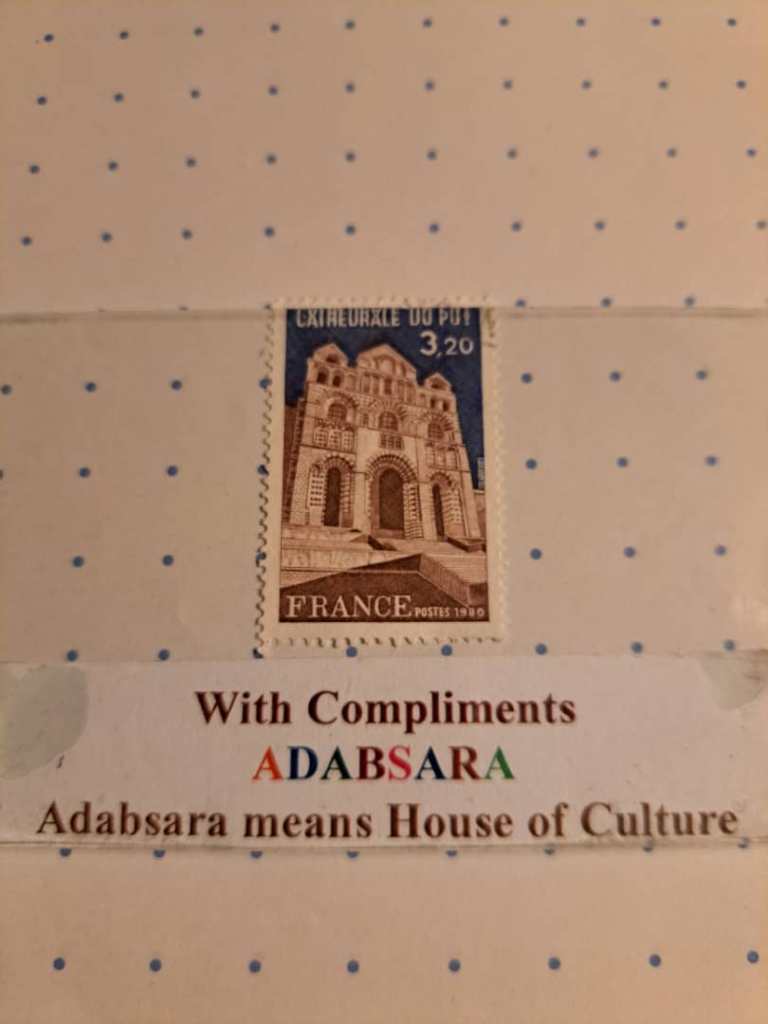 CATHEDRALE DU PUY
3,20
FRANCE POSTES 1980
With Compliments
ADABSARA
Adabsara means House of Culture